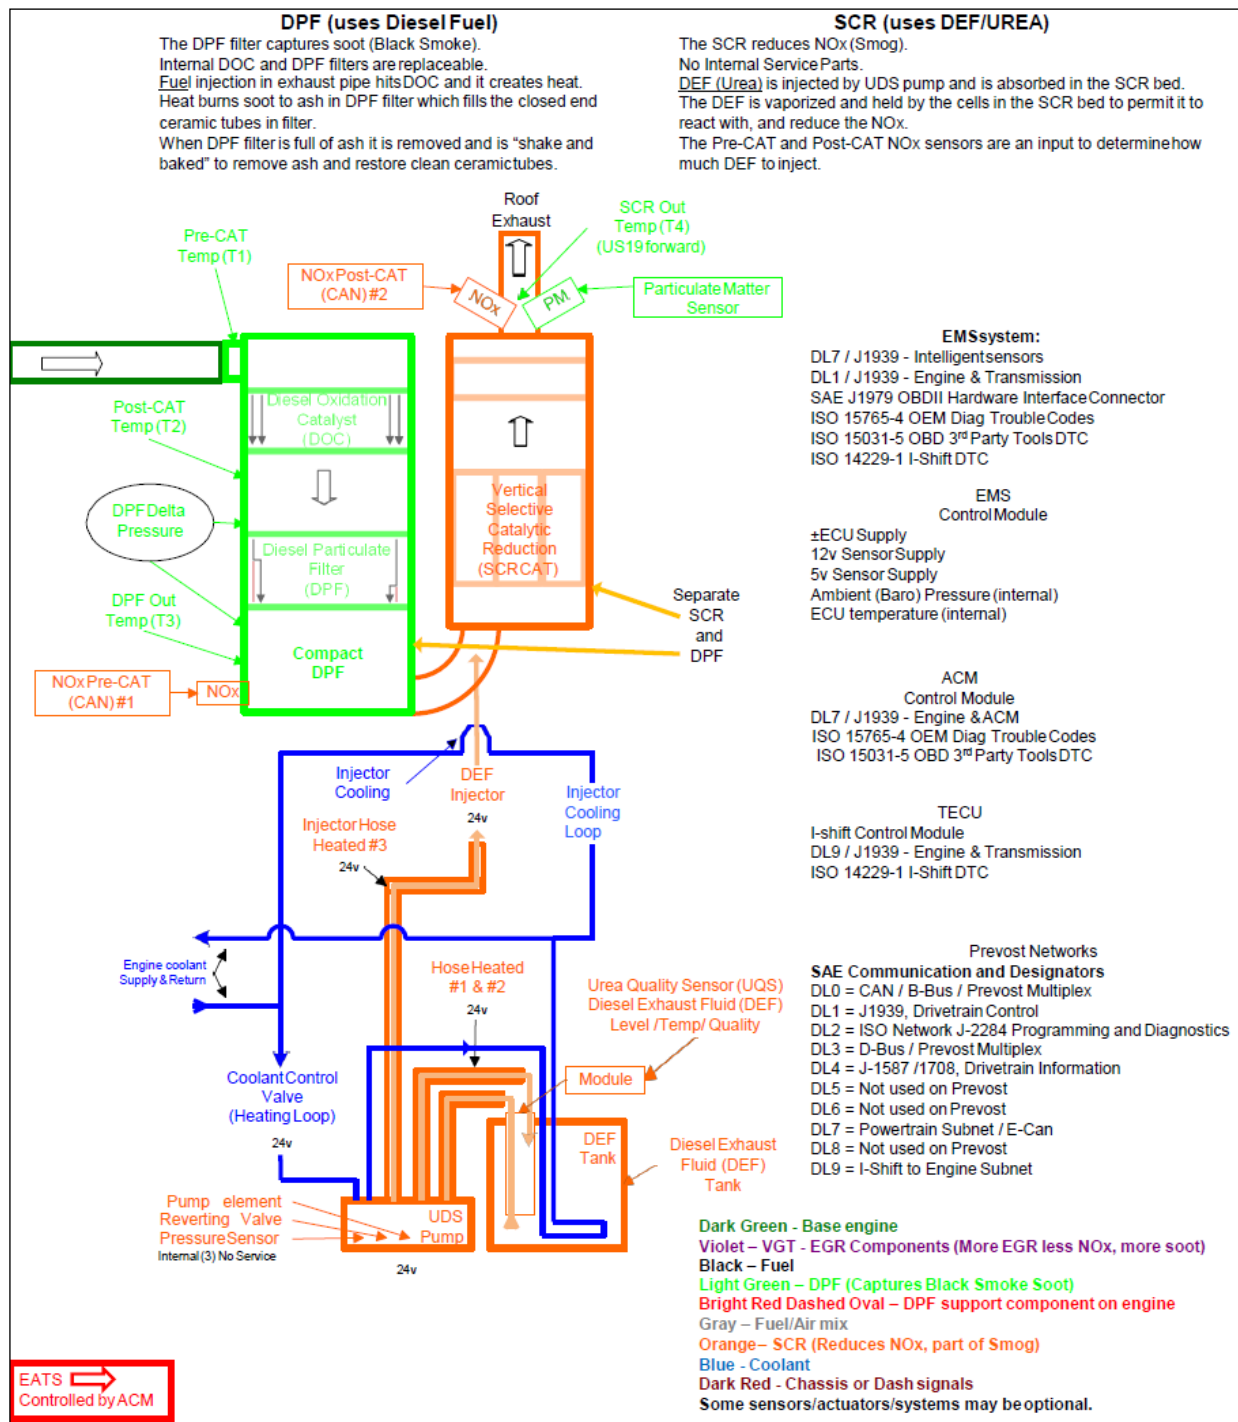 DPF (uses Diesel Fuel)
The DPF filter captures soot (Black Smoke).
Internal DOC and DPF filters are replaceable.
Fuel injection in exhaust pipe hits DOC and it creates heat.
Heat burns soot to ash in DPF filter which fills the closed end
ceramic tubes in filter.
When DPF filter is full of ash it is removed and is “shake and
baked” to remove ash and restore clean ceramic tubes.
SCR (uses DEF/UREA)
The SCR reduces NOx (Smog).
No Internal Service Parts.
DEF (Urea) is injected by UDS pump and is absorbed in the SCR bed.
The DEF is vaporized and held by the cells in the SCR bed to permit it to
react with, and reduce the NOx.
The Pre-CAT and Post-CAT NOx sensors are an input to determine how
much DEF to inject.
Roof
Exhaust
SCR Out
Temp (T4)
(US19 forward)
Pre-CAT
Temp (T1)
NOx Post-CAT
(CAN) #2
NOx
PM
Particulate Matter
Sensor
Diesel Oxidation
Catalyst
(DOC)
Post-CAT
Temp (T2)
DPF Delta
Pressure
Diesel Particulate
Filter
(DPF)
DPF Out
Temp (T3)
Compact
DPF
NOx Pre-CAT
(CAN) #1
NOx
Vertical
Selective
Catalytic
Reduction
(SRC CAT)
Separate
SCR
and
DPF
EMS system:
DL7 / J1939 - Intelligent sensors
DL1 / J1939 - Engine & Transmission
SAE J1979 OBDII Hardware Interface Connector
ISO 15765-4 OEM Diag Trouble Codes
ISO 15031-5 OBD 3rd Party Tools DTC
ISO 14229-1 I-Shift DTC
EMS
Control Module
±ECU Supply
12v Sensor Supply
5v Sensor Supply
Ambient (Baro) Pressure (internal)
ECU temperature (internal)
ACM
Control Module
DL7 / J1939 - Engine & ACM
ISO 15765-4 OEM Diag Trouble Codes
ISO 15031-5 OBD 3rd Party Tools DTC
TECU
I-shift Control Module
DL9 / J1939 - Engine & Transmission
ISO 14229-1 I-Shift DTC
Injector
Cooling
DEF
Injector
24v
Injector
Cooling
Loop
Injector Hose
Heated #3
24v
Engine coolant
Supply & Return
Hose Heated
#1 & #2
24v
Urea Quality Sensor (UQS)
Diesel Exhaust Fluid (DEF)
Level /Temp/ Quality
Module
Coolant Control
Valve
(Heating Loop)
24v
DEF
Tank
Diesel Exhaust
Fluid (DEF)
Tank
Pump element
Reverting Valve
Pressure Sensor
Internal (3) No Service
UDS
Pump
24v
Prevost Networks
SAE Communication and Designators
DL0 = CAN / B-Bus / Prevost Multiplex
DL1 = J1939, Drivetrain Control
DL2 = ISO Network J-2284 Programming and Diagnostics
DL3 = D-Bus / Prevost Multiplex
DL4 = J-1587 /1708, Drivetrain Information
DL5 = Not used on Prevost
DL6 = Not used on Prevost
DL7 = Powertrain Subnet / E-Can
DL8 = Not used on Prevost
DL9 = I-Shift to Engine Subnet
Dark Green - Base engine
Violet – VGT - EGR Components (More EGR less NOx, more soot)
Black – Fuel
Light Green – DPF (Captures Black Smoke Soot)
Bright Red Dashed Oval – DPF support component on engine
Gray – Fuel/Air mix
Orange– SCR (Reduces NOx, part of Smog)
Blue - Coolant
Dark Red - Chassis or Dash signals
Some sensors/actuators/systems may be optional.
EATS
Controlled by ACM